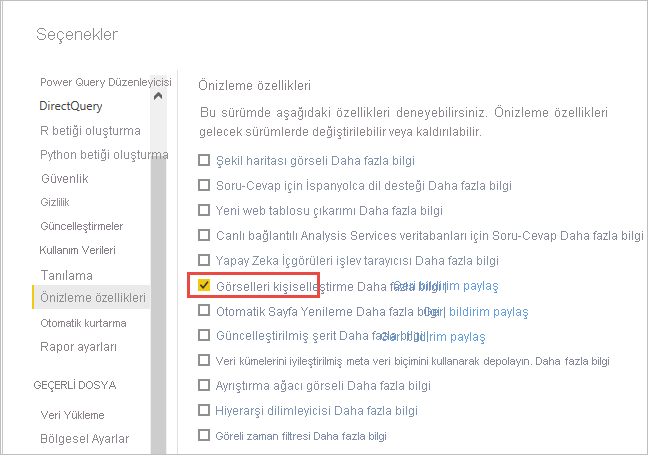 Seçenekler
Power Query Düzenleyicisi
DirectQuery
R betiği oluşturma
Python betiği oluşturma
Güvenlik
Gizlilik
Güncelleştirmeler
Kullanım Verileri
Tanılama
Önizleme özellikleri
Otomatik kurtarma
Rapor ayarları
GEÇERLİ DOSYA
Veri Yükleme
Bölgesel Ayarlar
Önizleme özellikleri
Bu sürümde aşağıdaki özellikleri deneyebilirsiniz. Önizleme özellikleri
gelecek sürümlerde değiştirilebilir veya kaldırılabilir.
Şekil haritası görseli Daha fazla bilgi
Soru-Cevap için İspanyolca dil desteği Daha fazla bilgi
Yeni web tablosu çıkarımı Daha fazla bilgi
Canlı bağlantılı Analysis Services veritabanları için Soru-Cevap Daha fazla bilgi
Yapay Zeka İçgörüleri işlev tarayıcısı Daha fazla bilgi
Görselleri kişiselleştirme Daha fazla bilgi | Geri bildirim paylaş
Otomatik Sayfa Yenileme Daha fazla bilgi | Geri bildirim paylaş
Güncelleştirilmiş şerit Daha fazla bilgi | Geri bildirim paylaş
Veri kümelerini iyileştirilmiş meta veri biçimini kullanarak depolayın. Daha fazla bilgi
Ayrıştırma ağacı görseli Daha fazla bilgi
Hiyerarşi dilimleyicisi Daha fazla bilgi
Göreli zaman filtresi Daha fazla bilgi